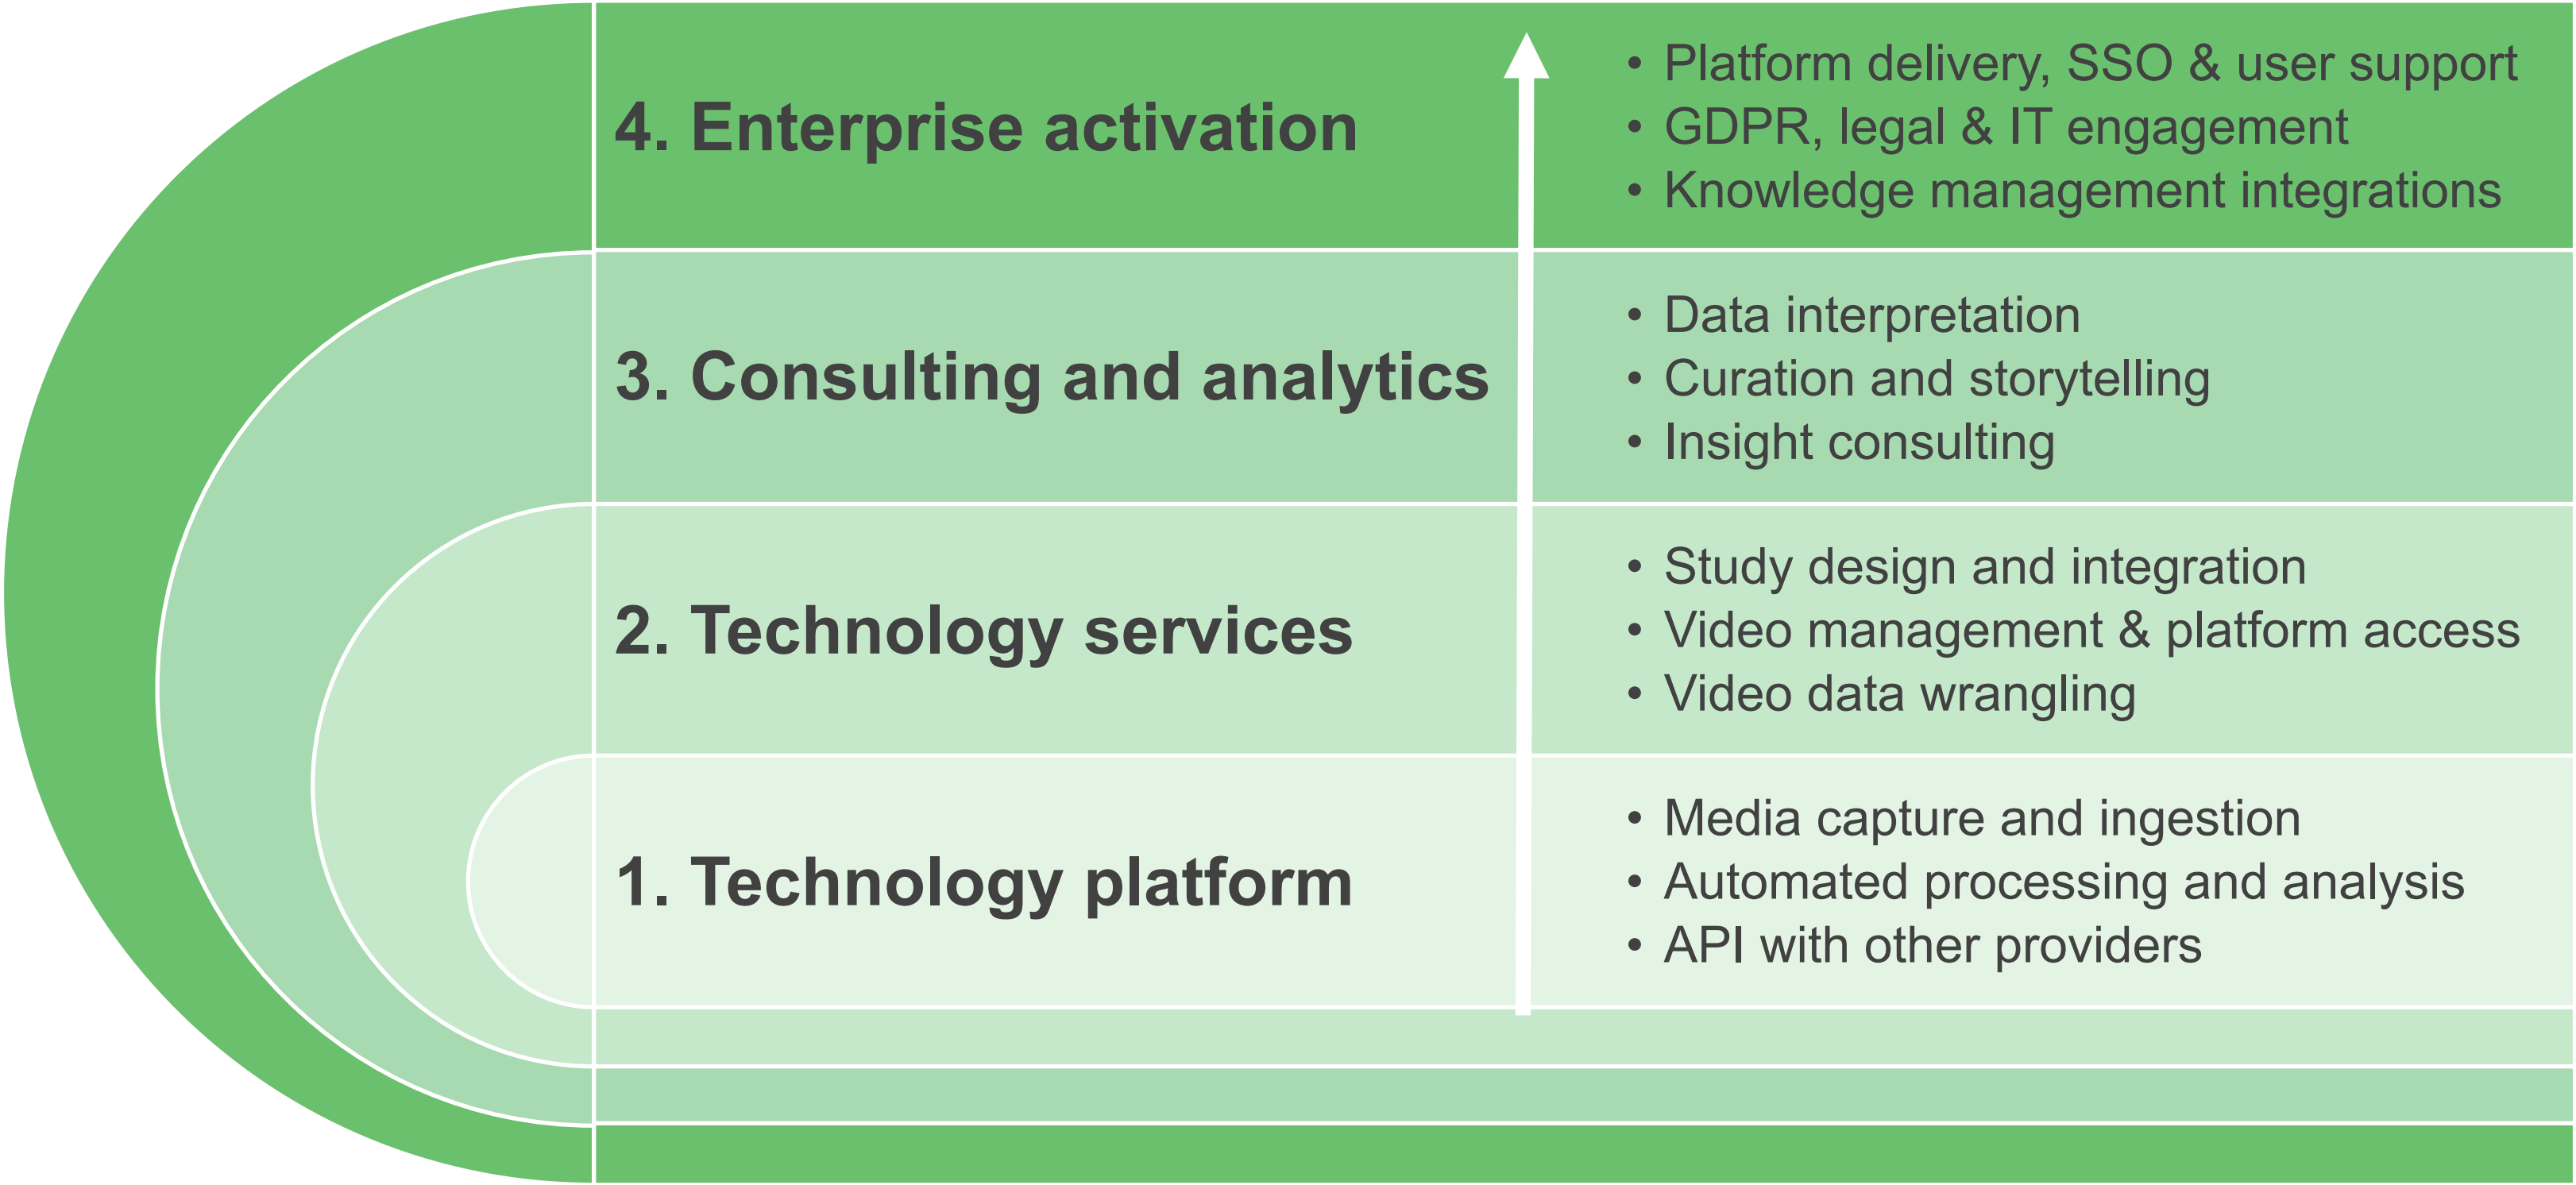 4. Enterprise activation
• Platform delivery, SSO & user support
• GDPR, legal & IT engagement
• Knowledge management integrations
3. Consulting and analytics
• Data interpretation
• Curation and storytelling
• Insight consulting
2. Technology services
• Study design and integration
• Video management & platform access
• Video data wrangling
1. Technology platform
• Media capture and ingestion
• Automated processing and analysis
• API with other providers